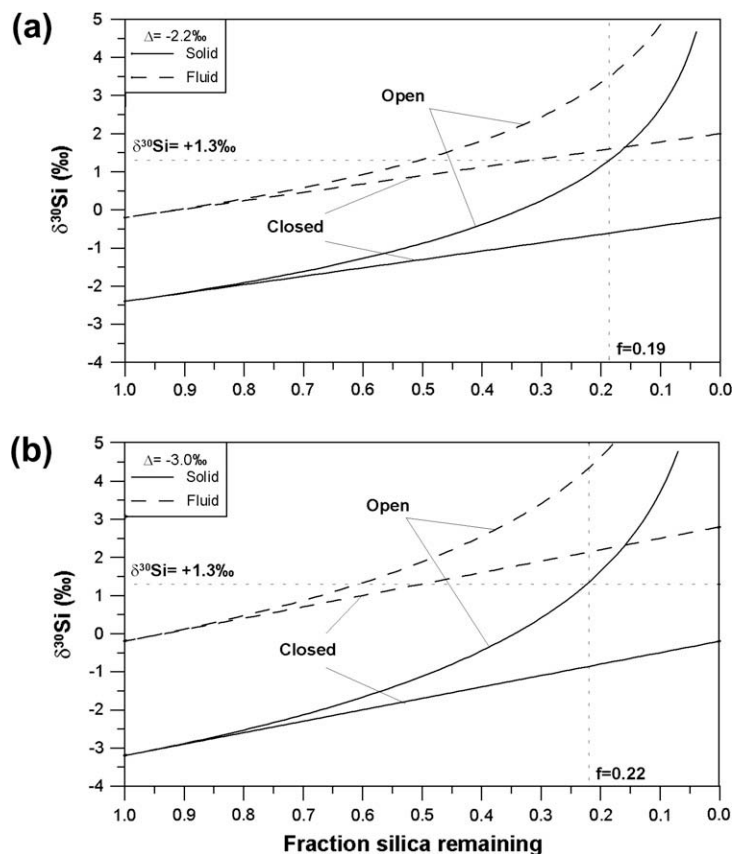 (a)
Δ= -2.2‰
Solid
Fluid
Open
δ³⁰Si= +1.3‰
Closed
f=0.19
δ³⁰Si (‰)
5
4
3
2
1
0
-1
-2
-3
-4
1.0 0.9 0.8 0.7 0.6 0.5 0.4 0.3 0.2 0.1 0.0
(b)
Δ= -3.0‰
Solid
Fluid
Open
δ³⁰Si= +1.3‰
Closed
f=0.22
δ³⁰Si (‰)
5
4
3
2
1
0
-1
-2
-3
-4
1.0 0.9 0.8 0.7 0.6 0.5 0.4 0.3 0.2 0.1 0.0
Fraction silica remaining